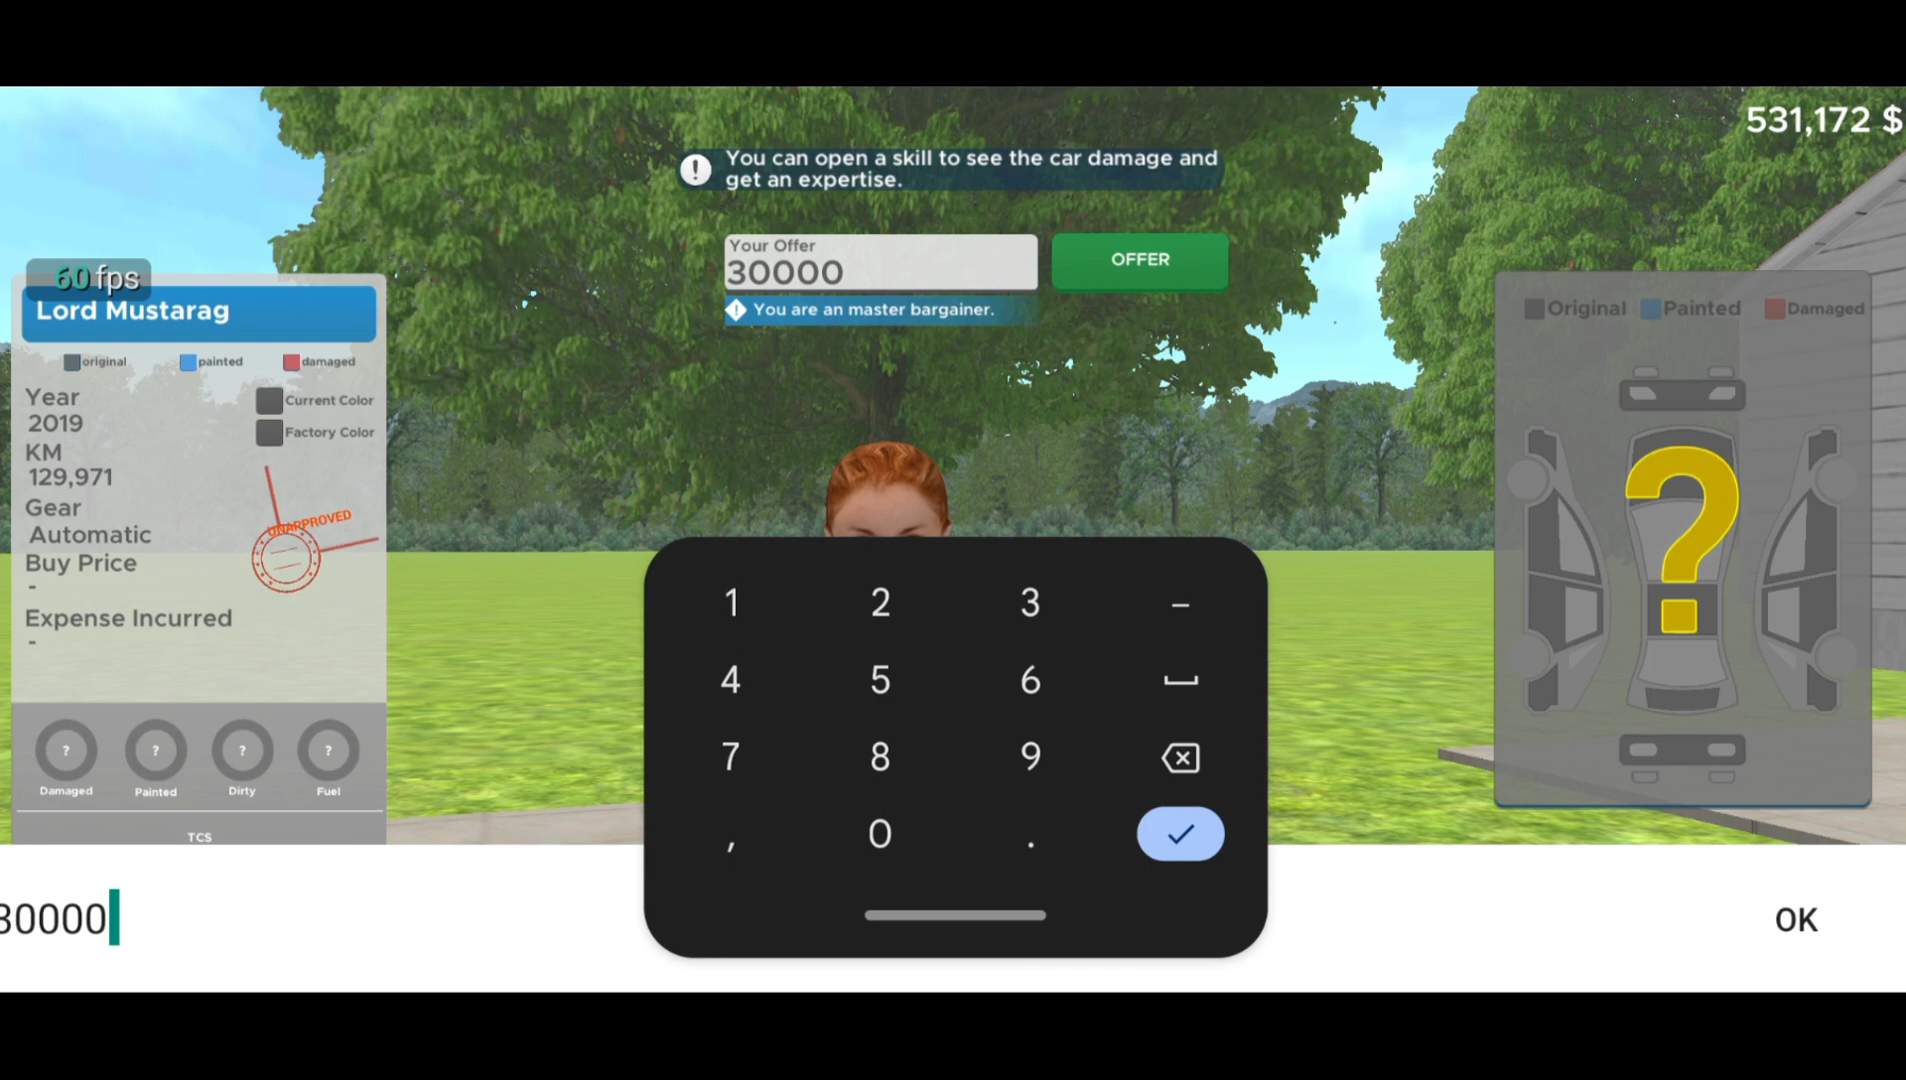 531,172 $
You can open a skill to see the car damage and
get an expertise.
Your Offer
30000
OFFER
You are an master bargainer.
60 fps
Lord Mustarag
original painted damaged
Year
2019
Current Color
Factory Color
KM
129,971
Gear
Automatic
UNAPPROVED
Buy Price
-
Expense Incurred
-
? ? ? ?
Damaged Painted Dirty Fuel
TCS
Original Painted Damaged
?
1 2 3 –
4 5 6
7 8 9
, 0 .
30000
OK